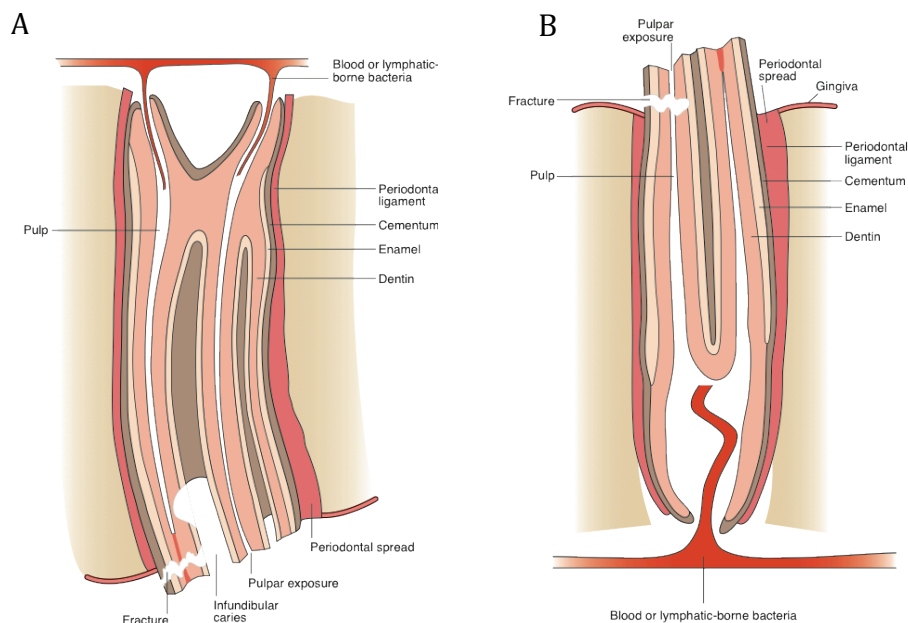 A
Blood or lymphatic-
borne bacteria
Periodonta
ligament
Cementum
Enamel
Dentin
Pulp
Periodontal spread
Pulpar exposure
Infundibular
caries
Fracture
B
Pulpar
exposure
Periodontal
spread
Gingiva
Fracture
Periodontal
ligament
Cementum
Enamel
Dentin
Pulp
Blood or lymphatic-borne bacteria